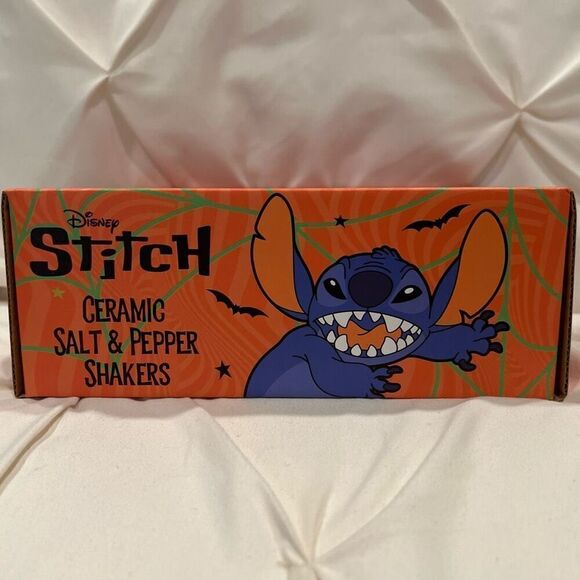 Disney
Stitch
Ceramic
Salt & Pepper
Shakers